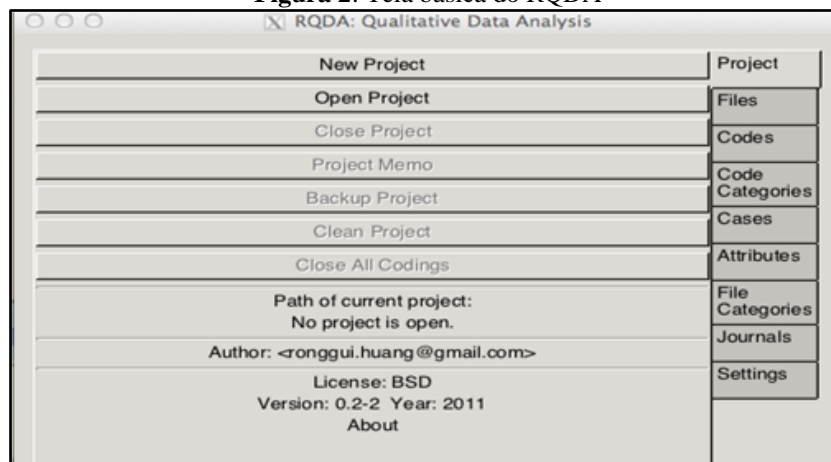 Figura 2: Tela básica do RQDA
RQDA: Qualitative Data Analysis
New Project
Open Project
Close Project
Project Memo
Backup Project
Clean Project
Close All Codings
Path of current project:
No project is open.
Author: <ronggui.huang@gmail.com>
License: BSD
Version: 0.2-2 Year: 2011
About
Project
Files
Codes
Code
Categories
Cases
Attributes
File
Categories
Journals
Settings